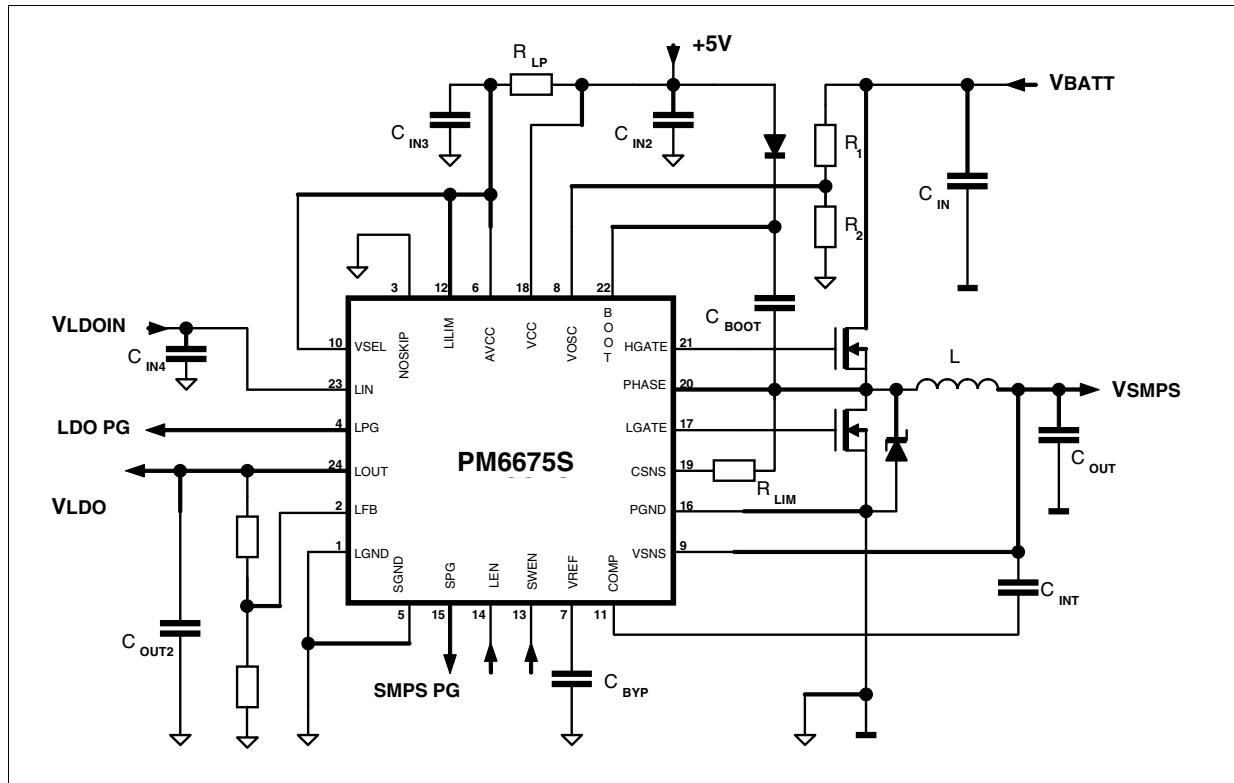 +5V
R LP
VBATT
C IN3
C IN2
R1
C IN
R2
3
12
6
18
8
22
C BOOT
VLDOIN
C IN4
10
VSEL
NOSKIP
LILIM
AVCC
VCC
VOSC
BOOT
HGATE
21
L
23
LIN
PHASE
20
VSMPS
LDO PG
4
LPG
LGATE
17
PM6675S
24
LOUT
CSNS
19
R LIM
C OUT
VLDO
2
LFB
PGND
16
1
LGND
VSNS
9
SGND
SPG
LEN
SWEN
VREF
COMP
C INT
5
15
14
13
7
11
C OUT2
SMPS PG
C BYP